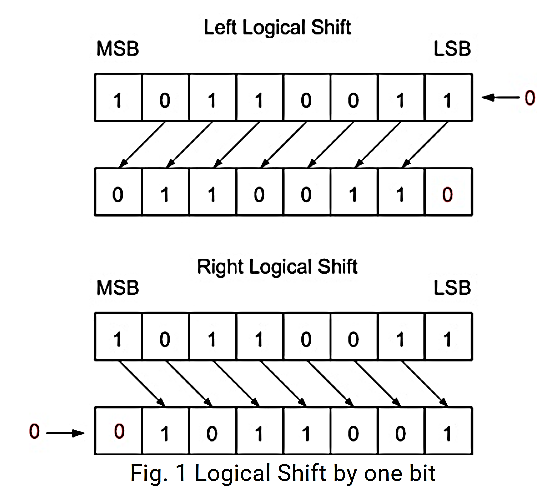 Left Logical Shift
MSB LSB
1 0 1 1 0 0 1 1 0
0 1 1 0 0 1 1 0
Right Logical Shift
MSB LSB
1 0 1 1 0 0 1 1
0 0 1 0 1 1 0 0 1
Fig. 1 Logical Shift by one bit